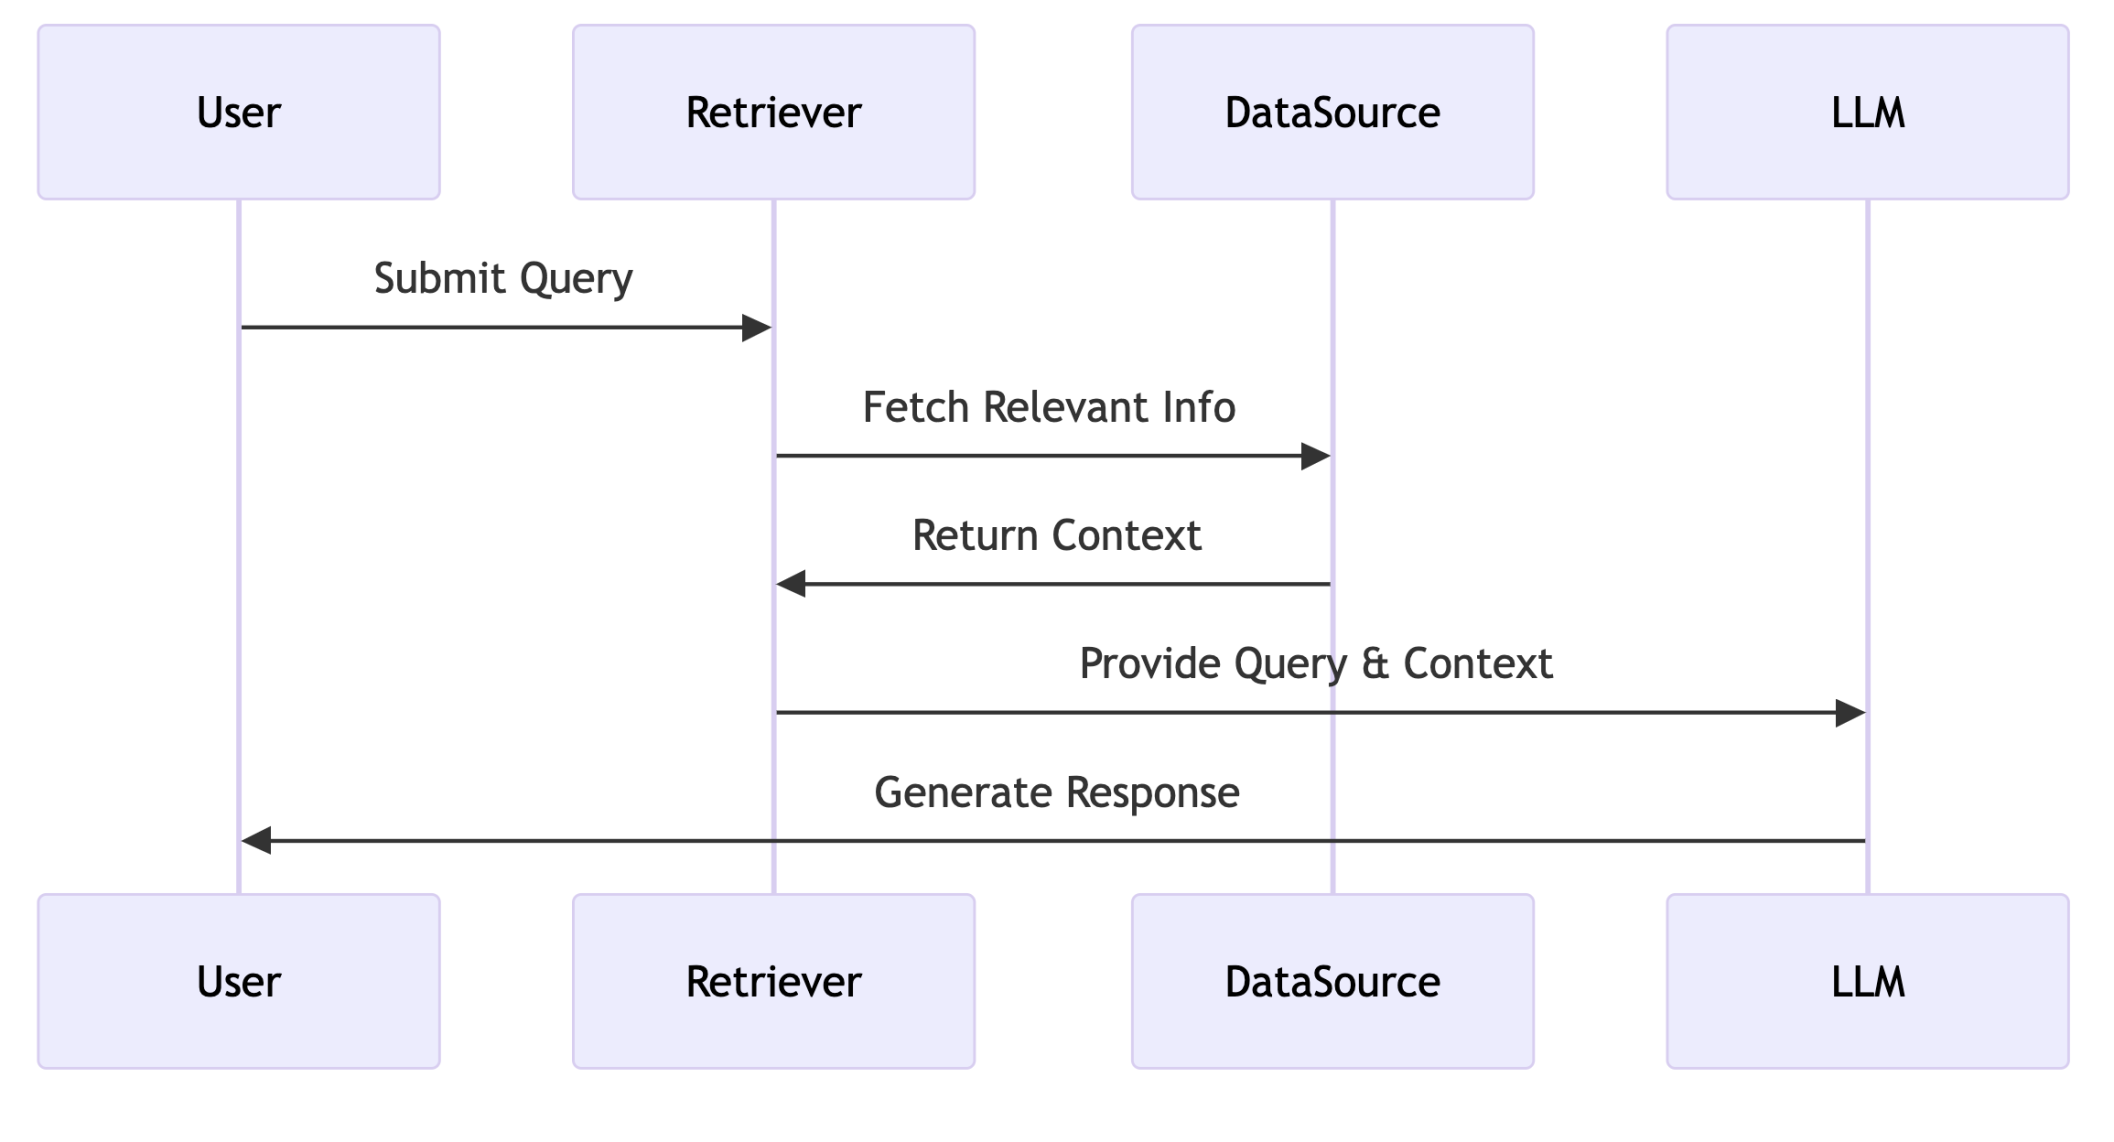 User
Retriever
DataSource
LLM
Submit Query
Fetch Relevant Info
Return Context
Provide Query & Context
Generate Response
User
Retriever
DataSource
LLM